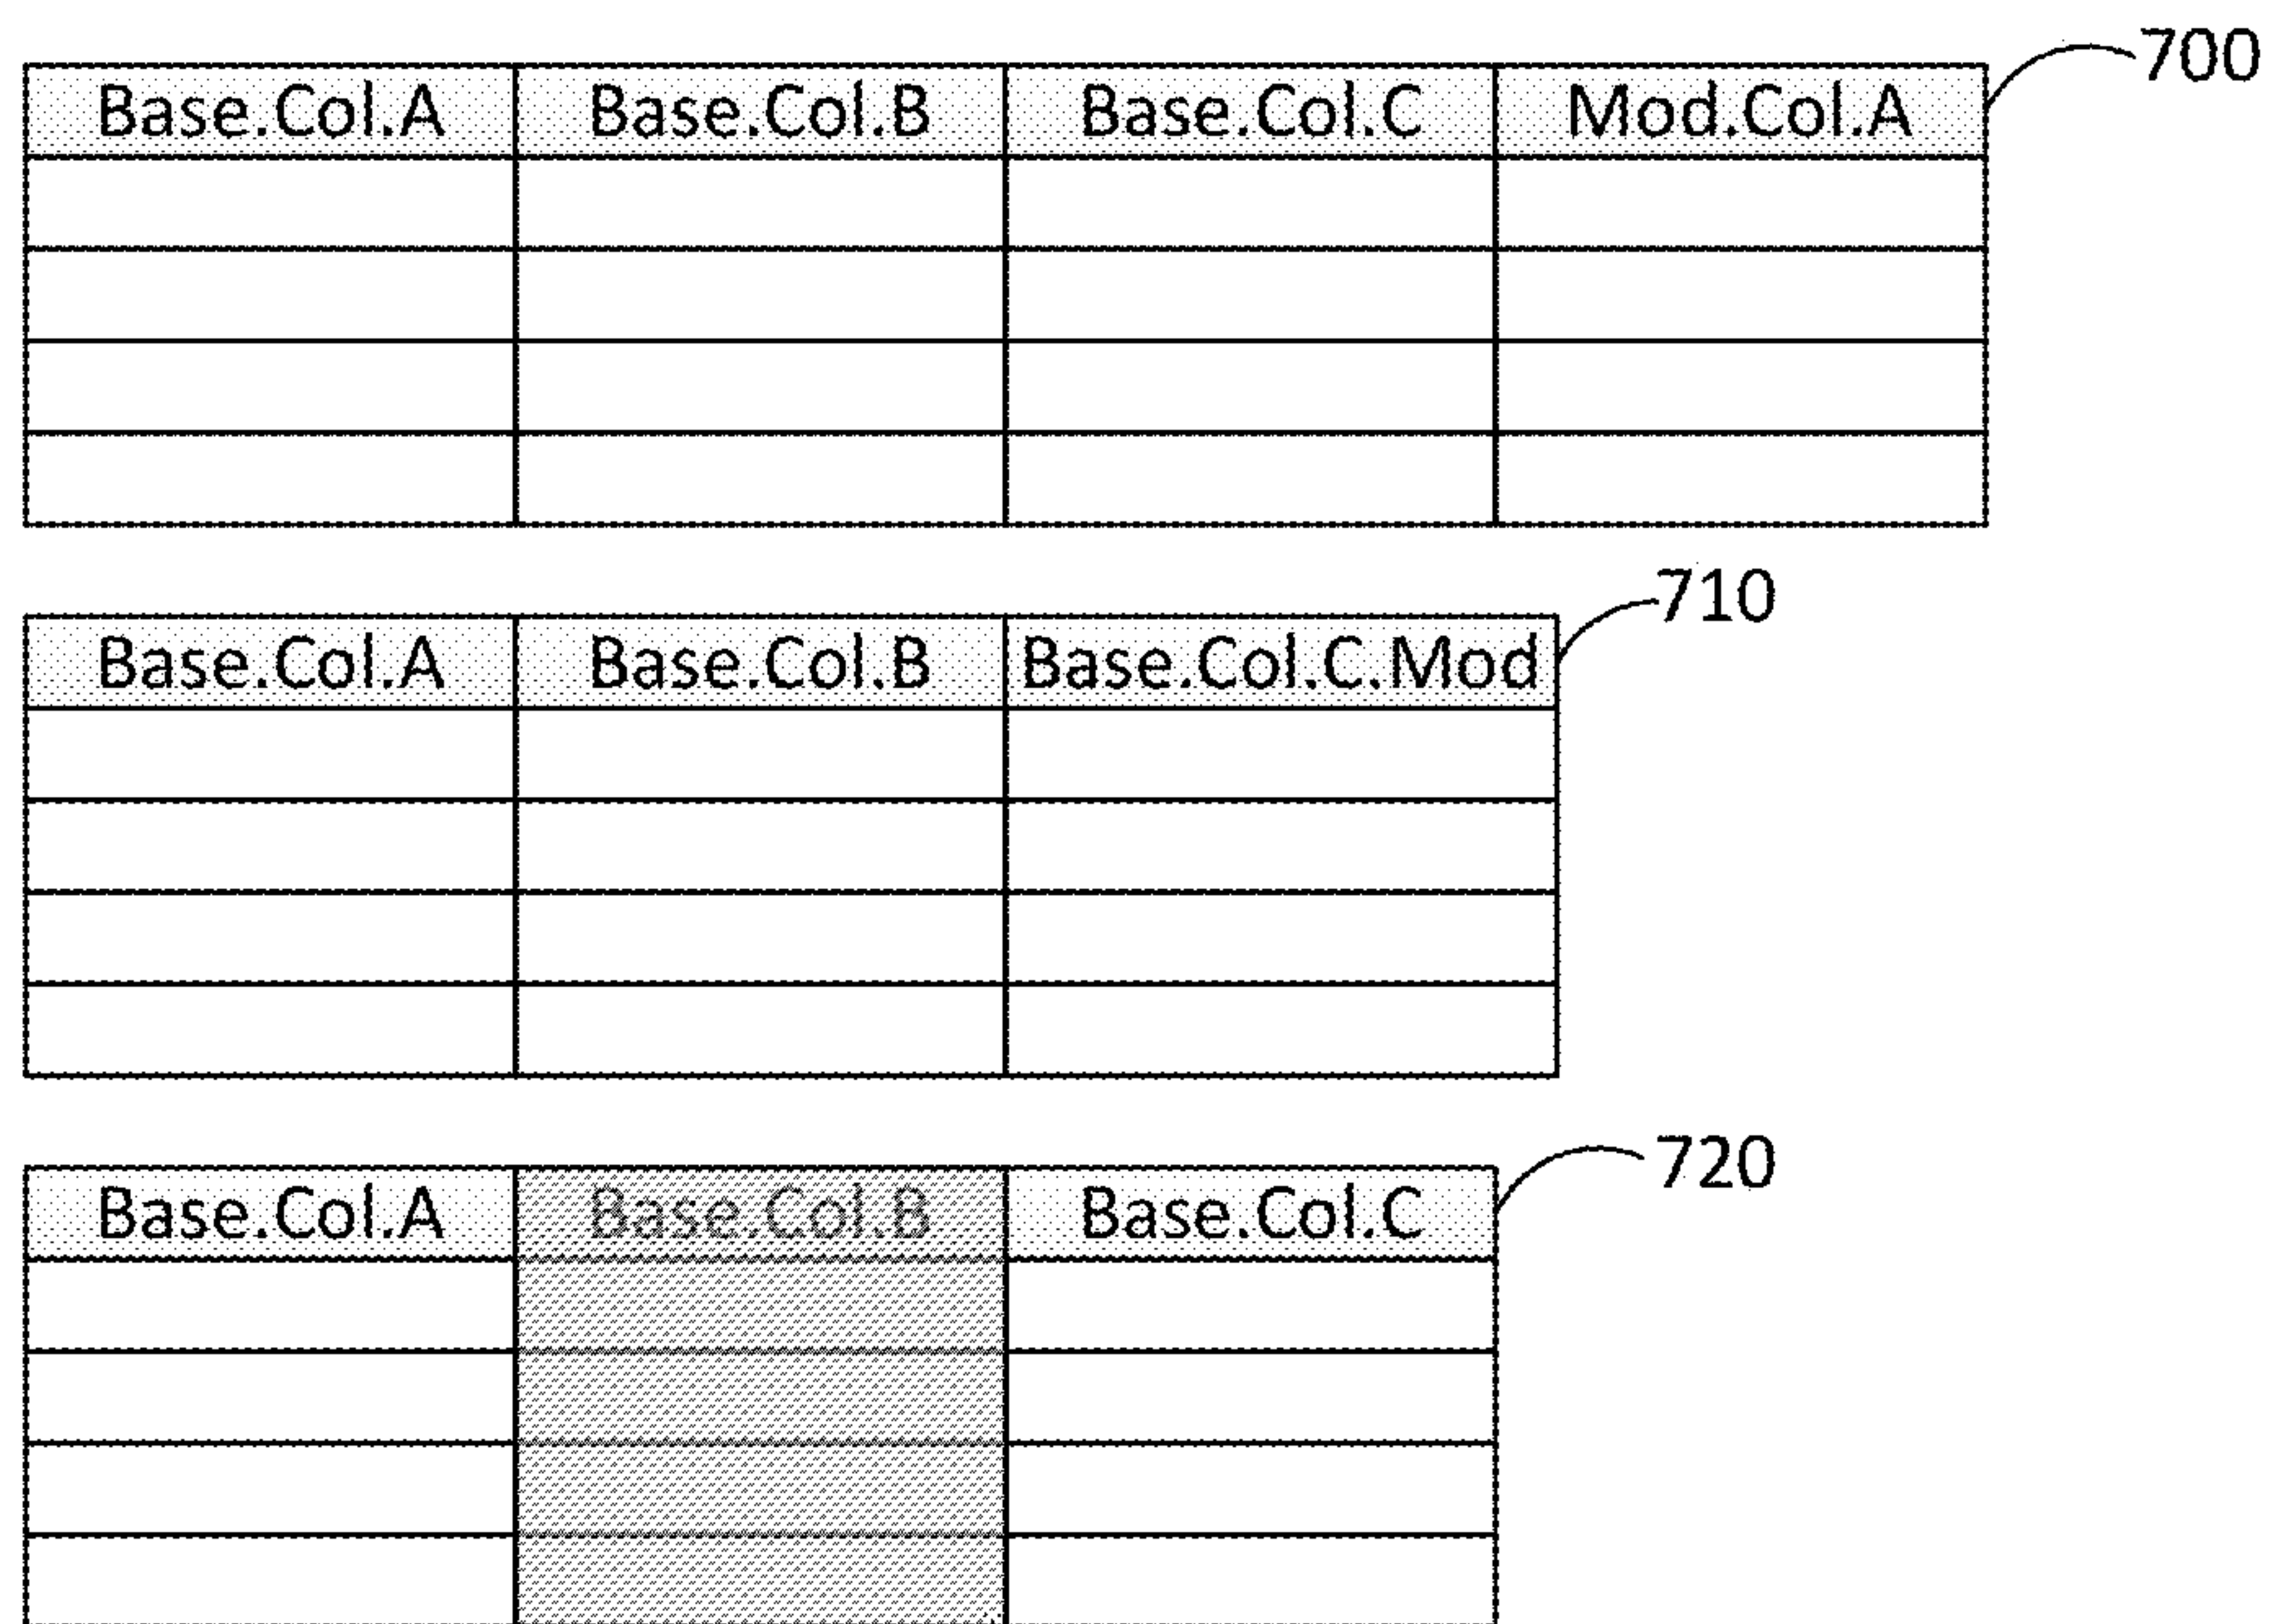 700
Base.Col.A Base.Col.B Base.Col.C Mod.Col.A
710
Base.Col.A Base.Col.B Base.Col.C.Mod
720
Base.Col.A Base.Col.B Base.Col.C